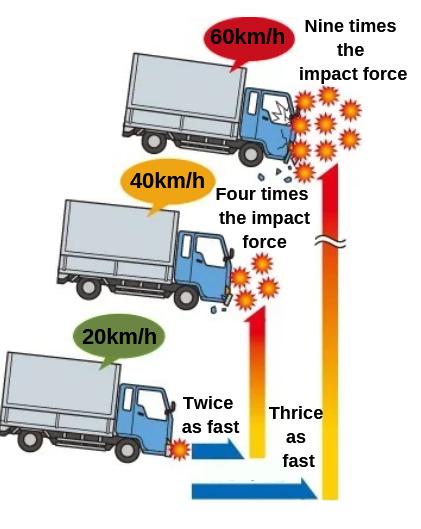 60km/h
Nine times
the
impact force
40km/h
Four times
the impact
force
20km/h
Twice
as fast
Thrice
as
fast